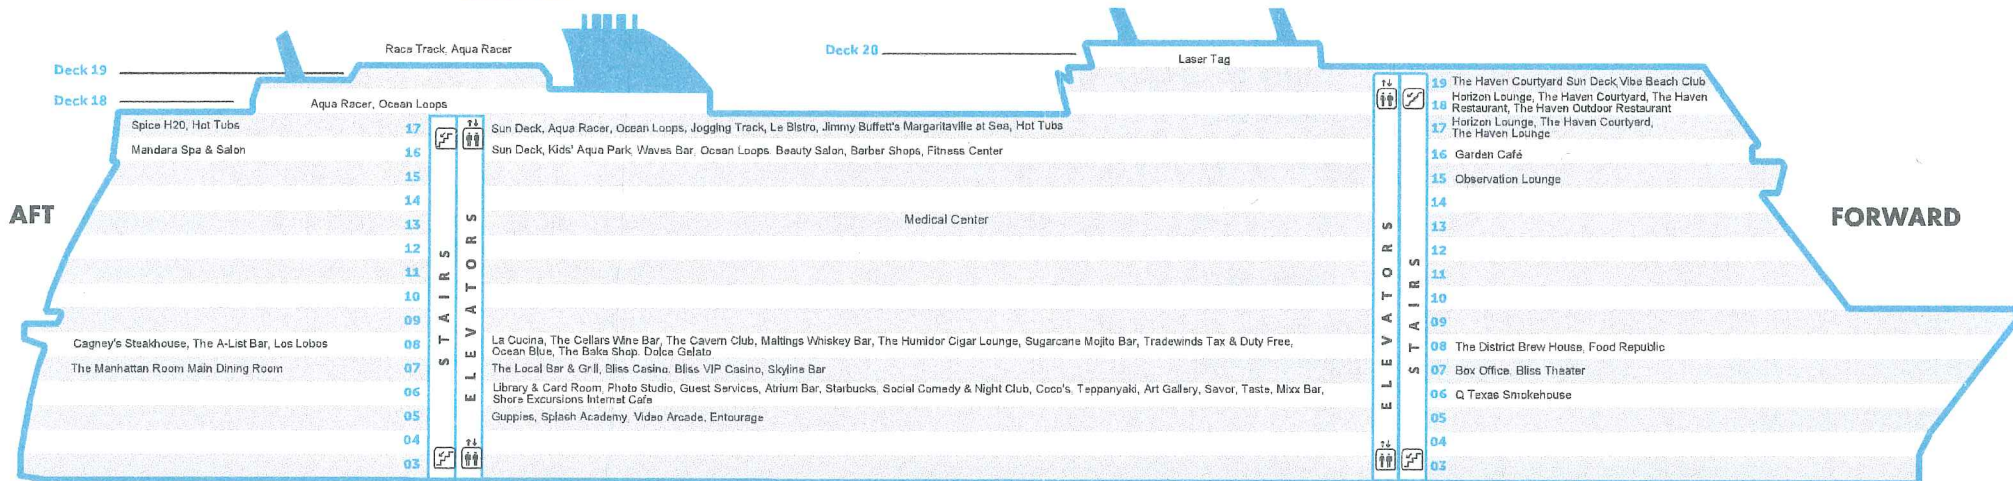 Race Track, Aqua Racer
Deck 20
Laser Tag
Deck 19
Deck 18
Aqua Racer, Ocean Loops
19 The Haven Courtyard Sun Deck, Vibe Beach Club
18 Horizon Lounge, The Haven Courtyard, The Haven
Restaurant, The Haven Outdoor Restaurant
Spice H20, Hot Tubs
17
Sun Deck, Aqua Racer, Ocean Loops, Jogging Track, Le Bistro, Jimmy Buffett's Margaritaville at Sea, Hot Tubs
17 Horizon Lounge, The Haven Courtyard,
The Haven Lounge
Mandara Spa & Salon
16
Sun Deck, Kids' Aqua Park, Waves Bar, Ocean Loops. Beauty Salon, Barber Shops, Fitness Center
16 Garden Café
15
15 Observation Lounge
14
14
AFT
13
Medical Center
13
FORWARD
12
12
11
11
10
10
09
09
STAIRS
ELEVATORS
ELEVATORS
STAIRS
Cagney's Steakhouse, The A-List Bar, Los Lobos
08
La Cucina, The Cellars Wine Bar, The Cavern Club, Maltings Whiskey Bar, The Humidor Cigar Lounge, Sugarcane Mojito Bar, Tradewinds Tax & Duty Free,
Ocean Blue, The Bake Shop. Dolce Gelato
08 The District Brew House, Food Republic
The Manhattan Room Main Dining Room
07
The Local Bar & Grill, Bliss Casino. Bliss VIP Casino, Skyline Bar
07 Box Office. Bliss Theater
06
Library & Card Room, Photo Studio, Guest Services, Atrium Bar, Starbucks, Social Comedy & Night Club, Coco's, Teppanyaki, Art Gallery, Savor, Taste, Mixx Bar,
Shore Excursions Internet Cafe
06 Q Texas Smokehouse
05
Guppies, Splash Academy, Video Arcade, Entourage
05
04
04
03
03